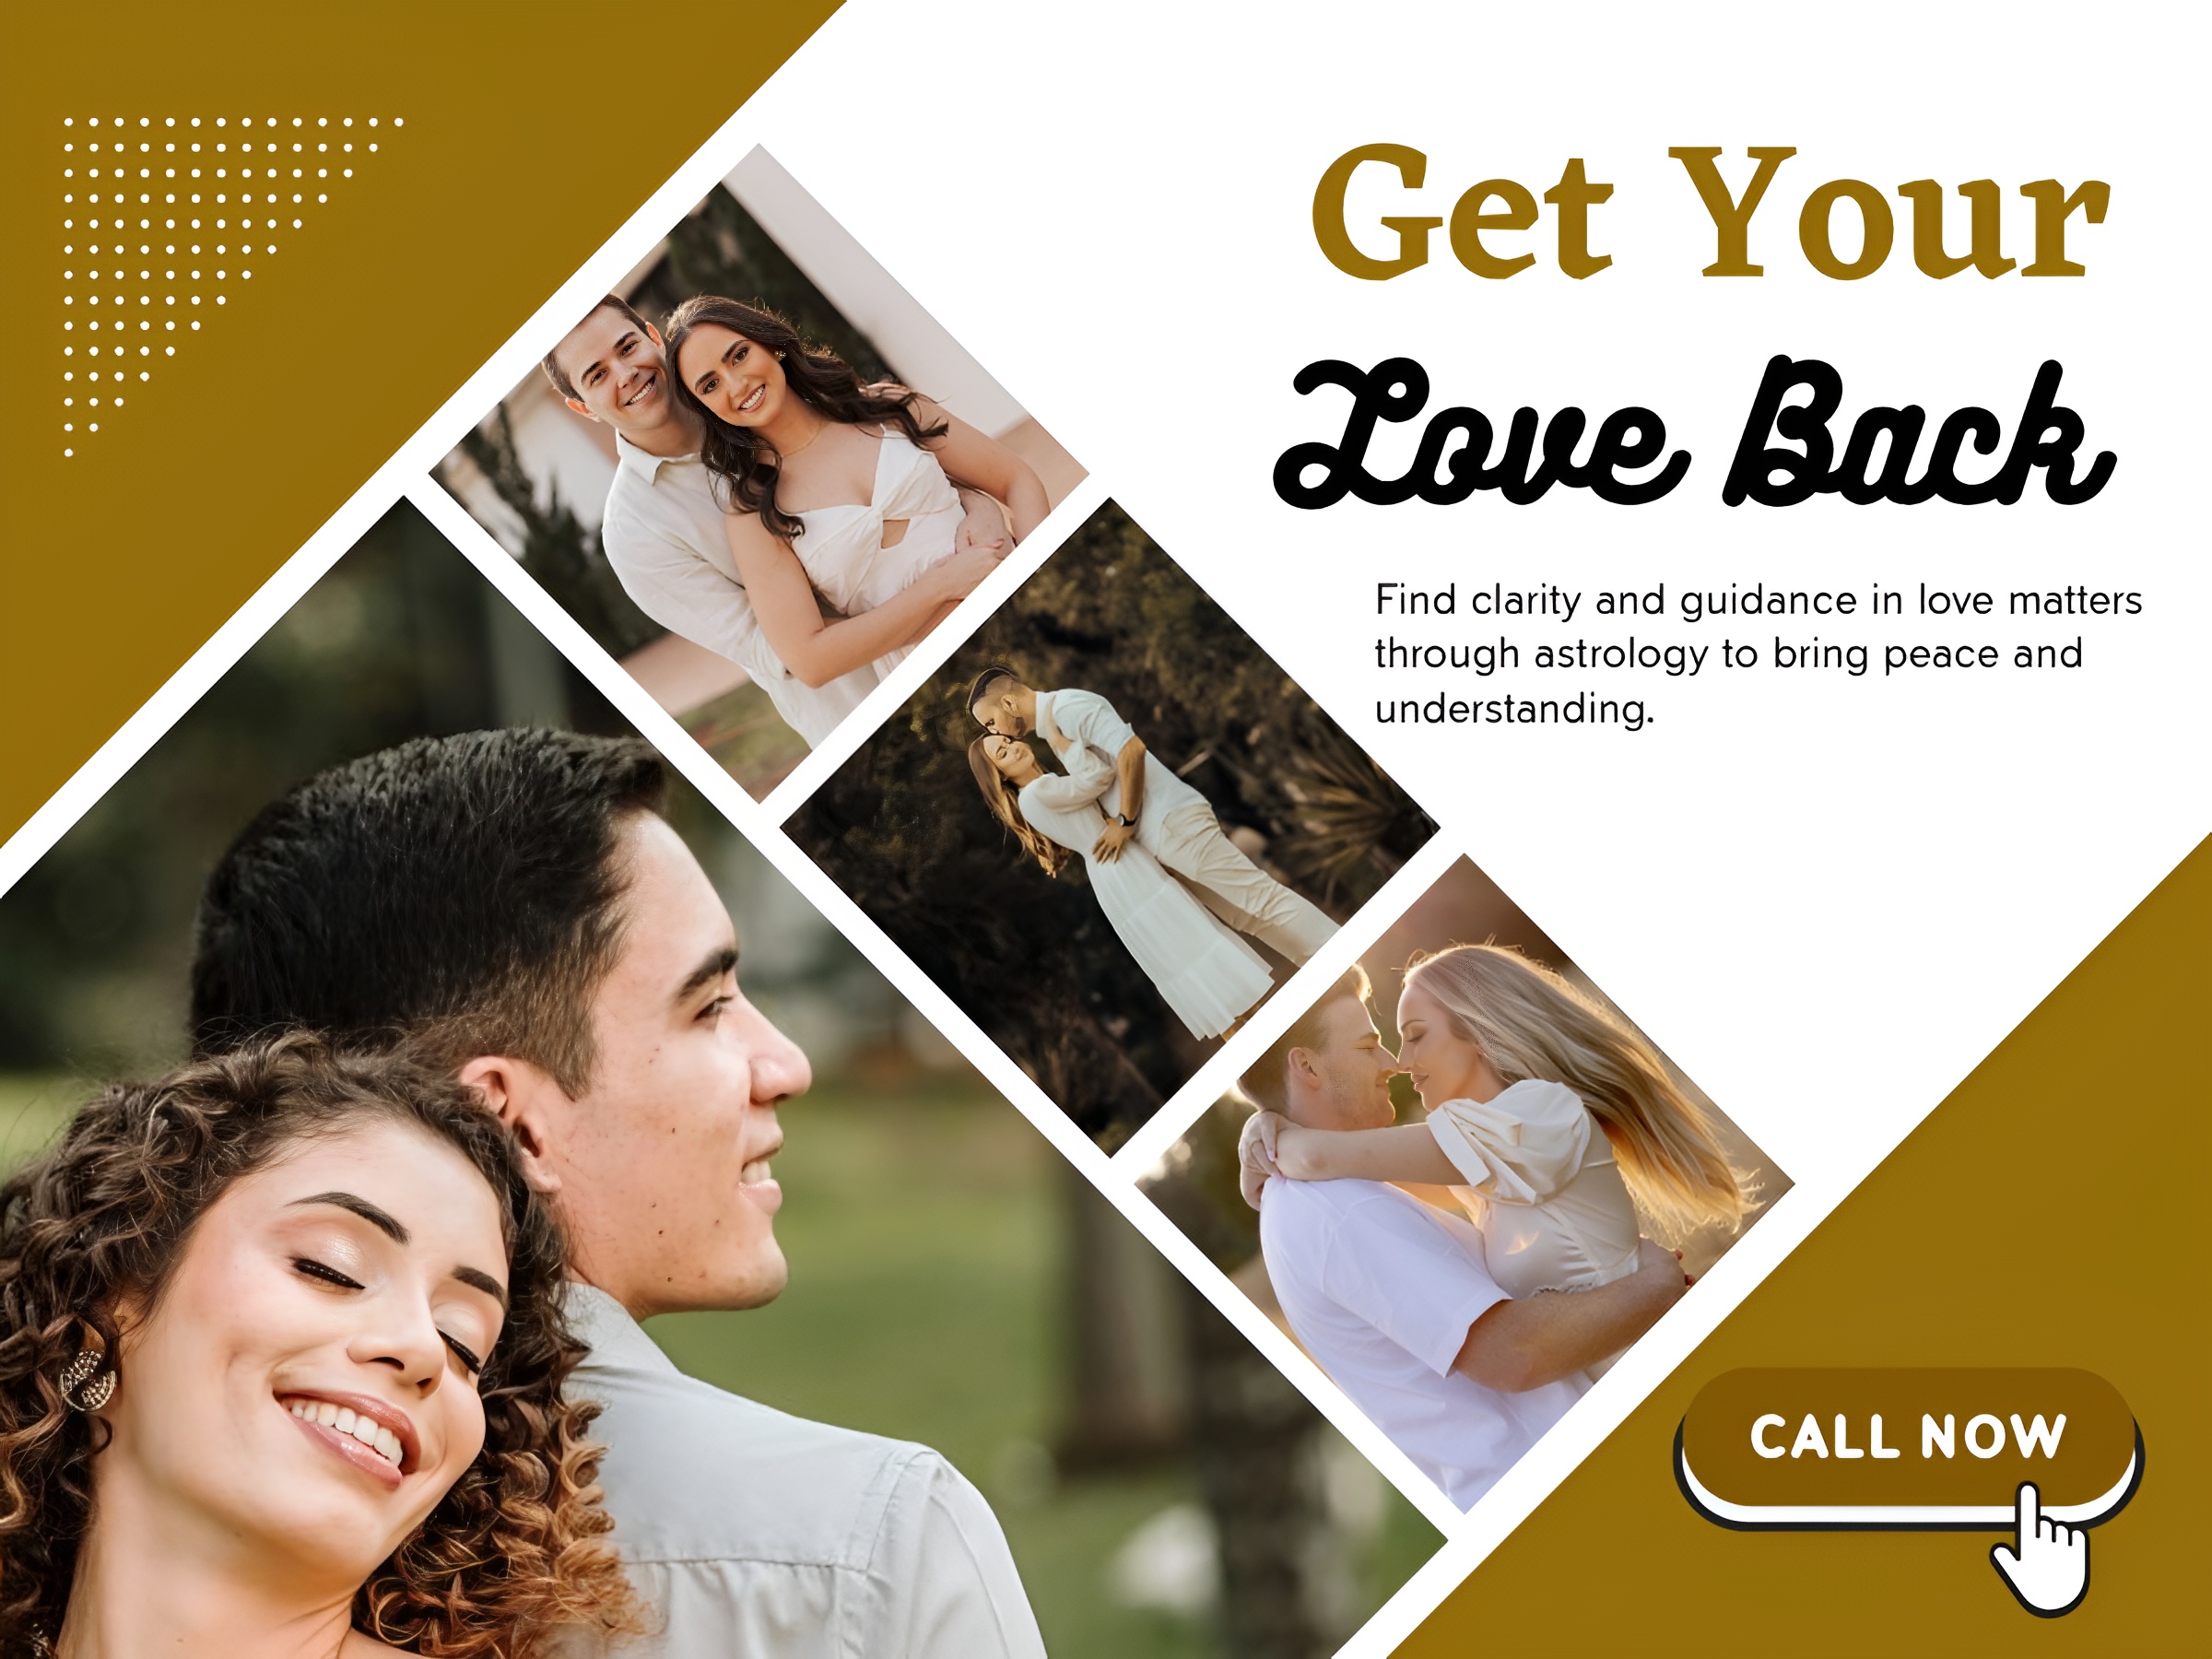 Get Your
Love Back
Find clarity and guidance in love matters
through astrology to bring peace and
understanding.
CALL NOW